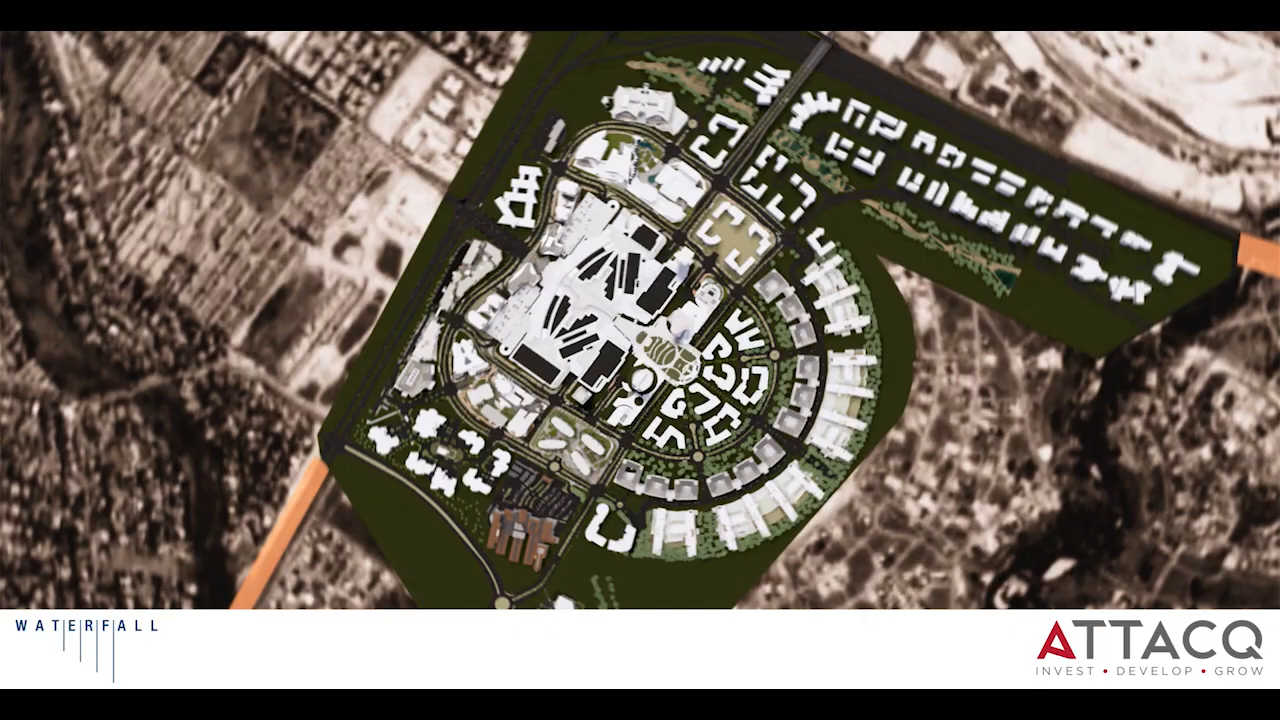 WATERFALL
ATTACQ
INVEST • DEVELOP • GROW